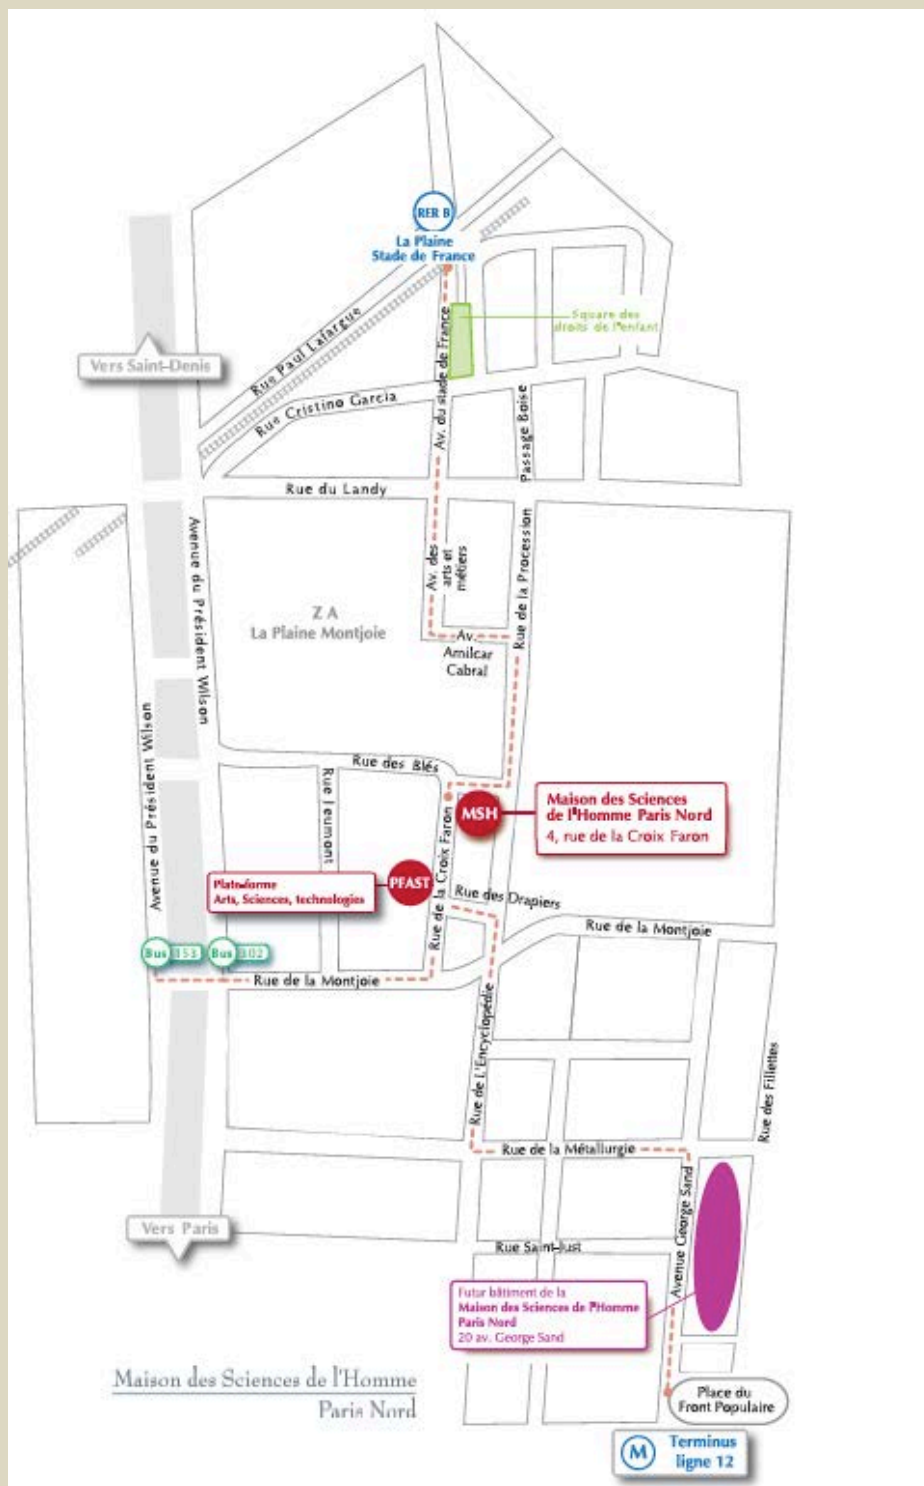 RER B
La Plaine
Stade de France
Square des
droits de l'enfant
Vers Saint-Denis
Rue Paul Lafargue
Rue Cristino Garcia
Av. du stade de France
Passage Boise
Rue du Landy
Avenue du Président Wilson
Av. des
arts et
métiers
Rue de la Procession
Z A
La Plaine Montjoie
Av.
Amilcar
Cabral
Avenue du Président Wilson
Rue des Blés
Rue Jeumont
MSH
Maison des Sciences
de l'Homme Paris Nord
4, rue de la Croix Faron
Rue de la Croix Faron
PFAST
Plateforme
Arts, Sciences, technologies
Rue des Drapiers
Rue de la Montjoie
Bus 153
Bus 302
Rue de la Montjoie
Rue de L'Encyclopédie
Rue des Fillettes
Rue de la Métallurgie
Avenue George Sand
Vers Paris
Rue Saint-Just
Futur bâtiment de la
Maison des Sciences de l'Homme
Paris Nord
20 av. George Sand
Maison des Sciences de l'Homme
Paris Nord
Place du
Front Populaire
M
Terminus
ligne 12